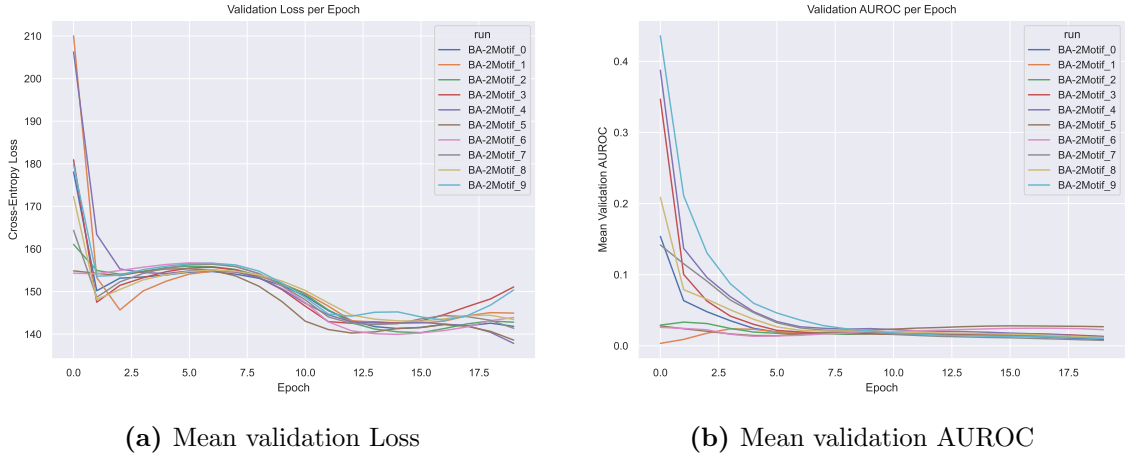 Validation Loss per Epoch
210
200
190
180
170
160
150
140
Cross-Entropy Loss
0.0 2.5 5.0 7.5 10.0 12.5 15.0 17.5
Epoch
run
BA-2Motif_0
BA-2Motif_1
BA-2Motif_2
BA-2Motif_3
BA-2Motif_4
BA-2Motif_5
BA-2Motif_6
BA-2Motif_7
BA-2Motif_8
BA-2Motif_9
(a) Mean validation Loss
Validation AUROC per Epoch
0.4
0.3
0.2
0.1
0.0
Mean Validation AUROC
0.0 2.5 5.0 7.5 10.0 12.5 15.0 17.5
Epoch
run
BA-2Motif_0
BA-2Motif_1
BA-2Motif_2
BA-2Motif_3
BA-2Motif_4
BA-2Motif_5
BA-2Motif_6
BA-2Motif_7
BA-2Motif_8
BA-2Motif_9
(b) Mean validation AUROC